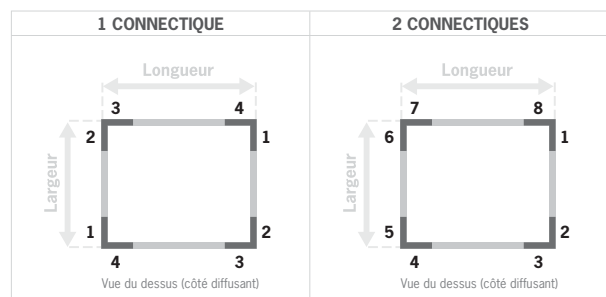 1 CONNECTIQUE
Longueur
3 4
2 1
Largeur
1 2
4 3
Vue du dessus (côté diffusant)
2 CONNECTIQUES
Longueur
7 8
6 1
Largeur
5 2
4 3
Vue du dessus (côté diffusant)